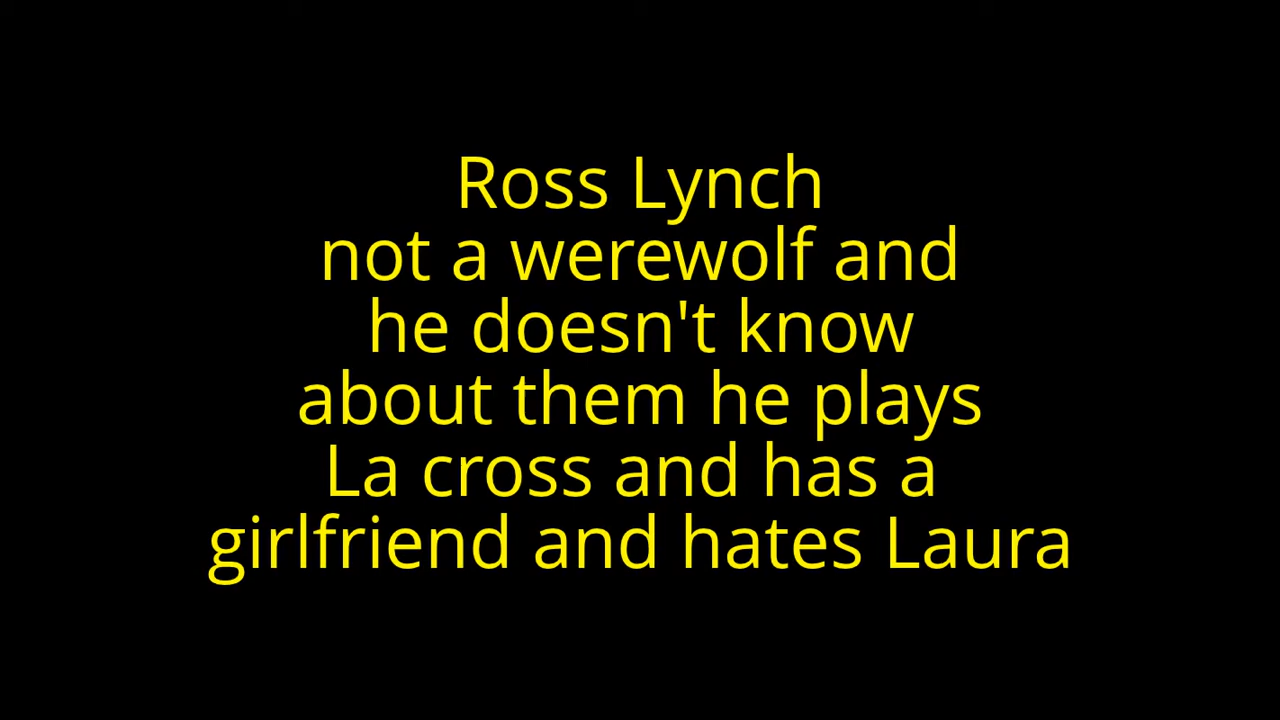 Ross Lynch
not a werewolf and
he doesn't know
about them he plays
La cross and has a
girlfriend and hates Laura